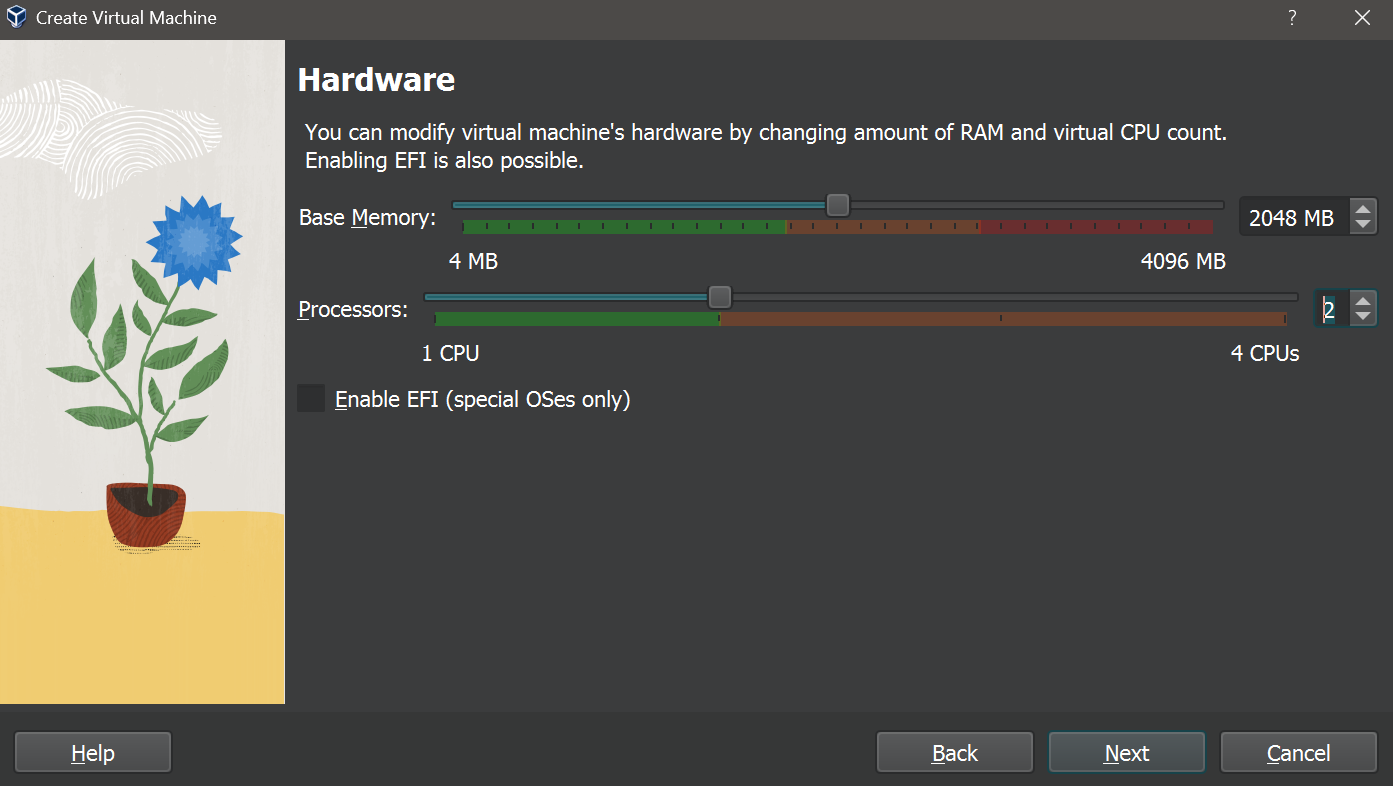 Create Virtual Machine
?
Hardware
You can modify virtual machine's hardware by changing amount of RAM and virtual CPU count.
Enabling EFI is also possible.
Base Memory:
2048 MB
4 MB
4096 MB
Processors:
2
1 CPU
4 CPUs
Enable EFI (special OSes only)
Help
Back
Next
Cancel